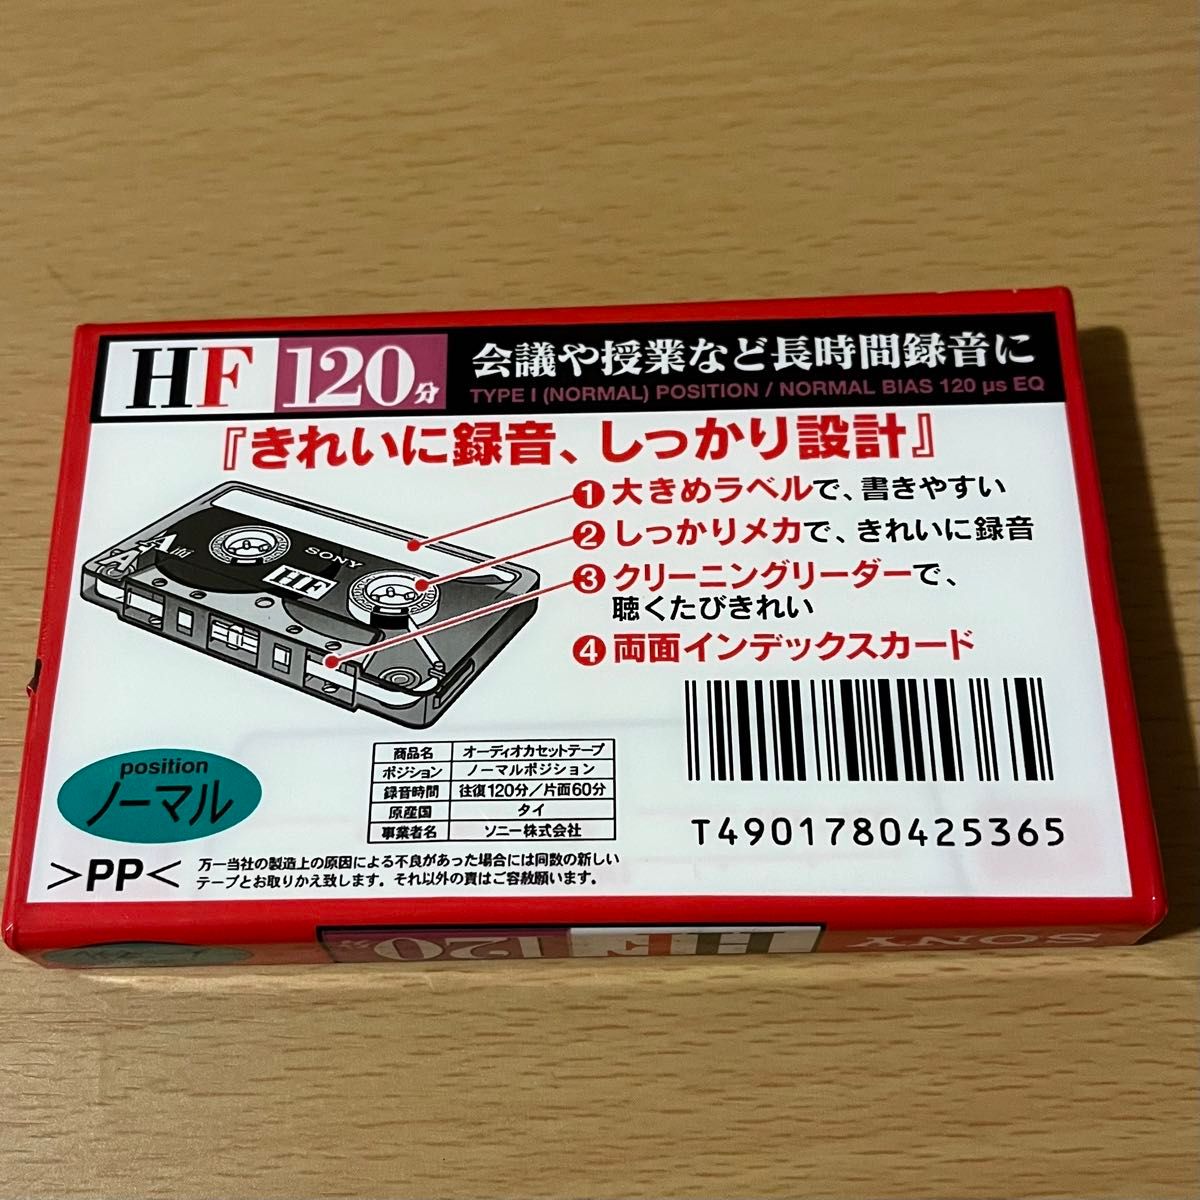 HF 120分 会議や授業など長時間録音に
TYPE I (NORMAL) POSITION / NORMAL BIAS 120 µs EQ
『きれいに録音、しっかり設計』
❶大きめラベルで、書きやすい
❷しっかりメカで、きれいに録音
❸クリーニングリーダーで、
聴くたびきれい
❹両面インデックスカード
A
A
SONY
HF
position
ノーマル
商品名 オーディオカセットテープ
ポジション ノーマルポジション
録音時間 往復120分/片面60分
原産国 タイ
事業者名 ソニー株式会社
T4901780425365
>PP<
万一当社の製造上の原因による不良があった場合には同数の新しい
テープとお取りかえ致します。それ以外の責はご容赦願います。
SONY HF 120分